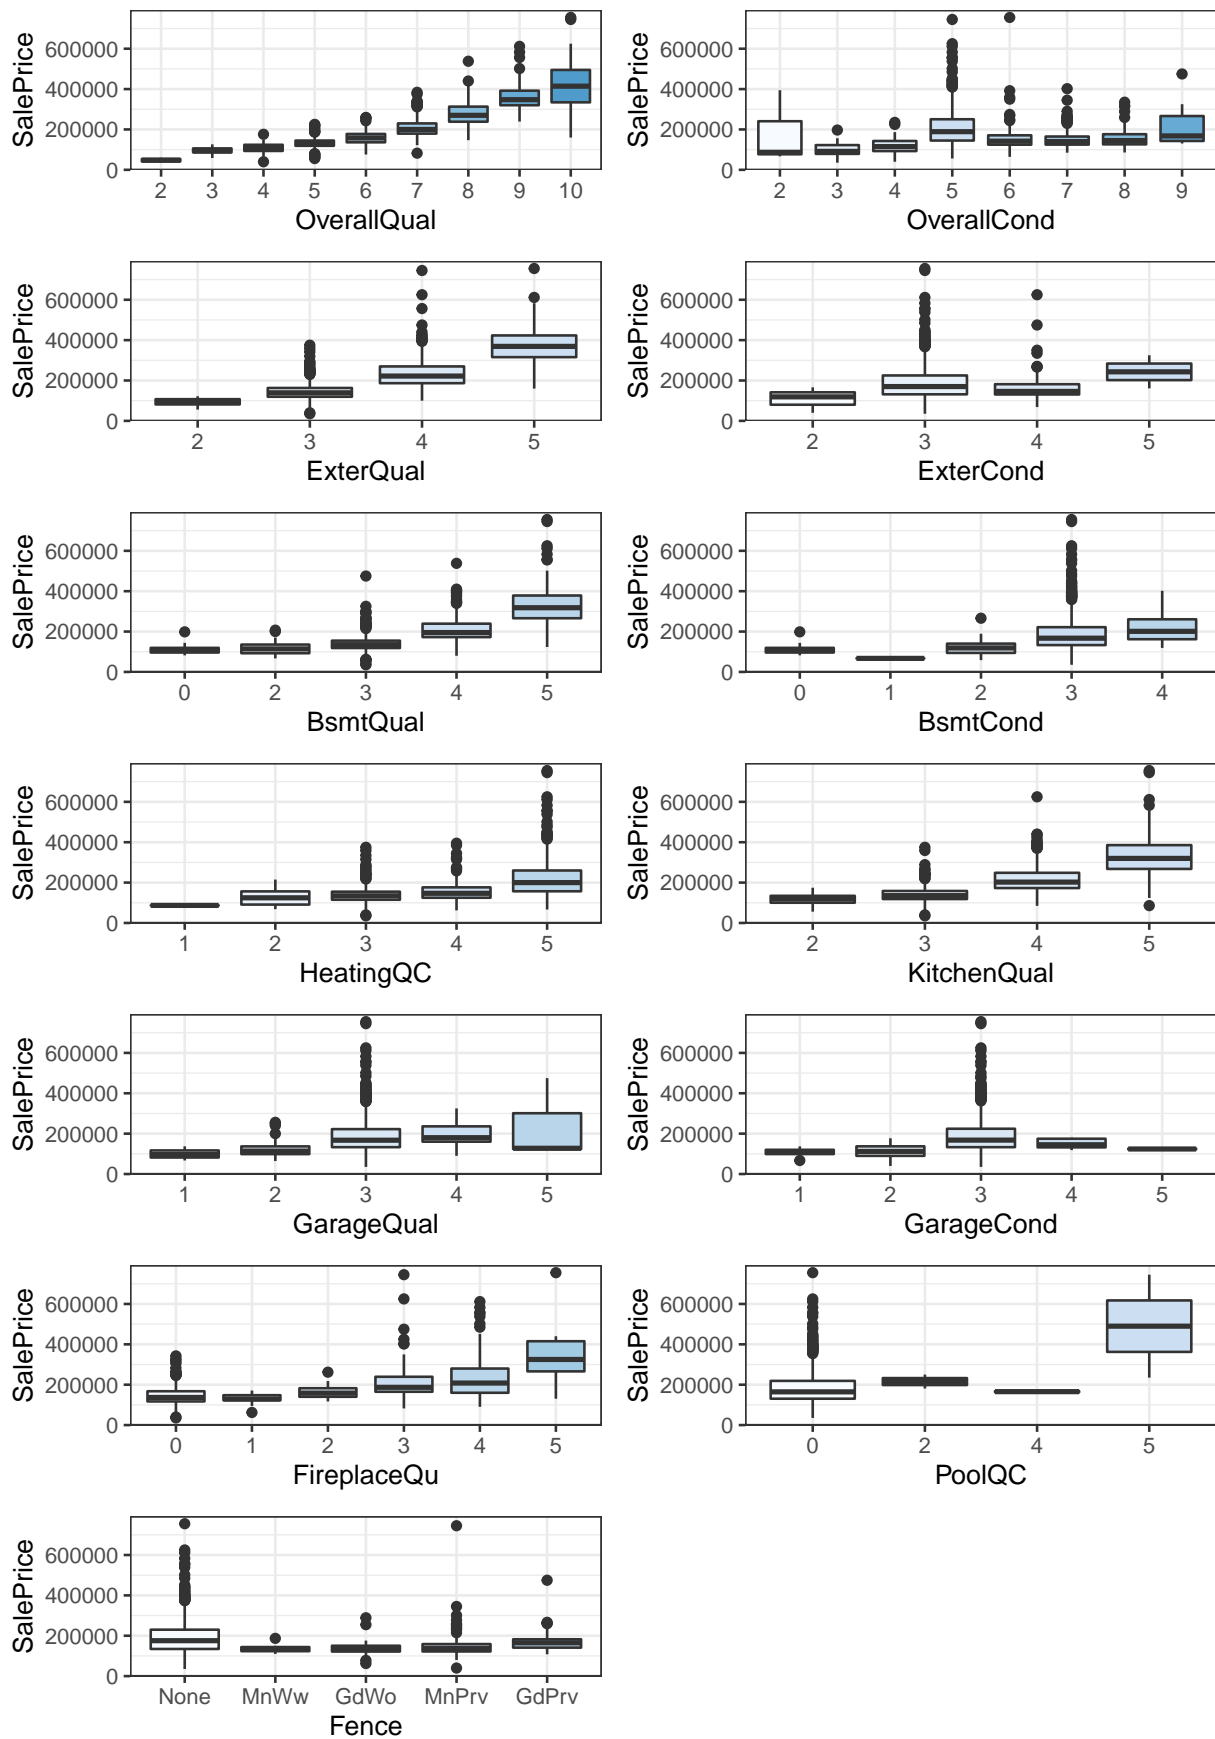 SalePrice
600000
400000
200000
0
2 3 4 5 6 7 8 9 10
OverallQual
SalePrice
600000
400000
200000
0
2 3 4 5 6 7 8 9
OverallCond
SalePrice
600000
400000
200000
0
2 3 4 5
ExterQual
SalePrice
600000
400000
200000
0
2 3 4 5
ExterCond
SalePrice
600000
400000
200000
0
0 2 3 4 5
BsmtQual
SalePrice
600000
400000
200000
0
0 1 2 3 4
BsmtCond
SalePrice
600000
400000
200000
0
1 2 3 4 5
HeatingQC
SalePrice
600000
400000
200000
0
2 3 4 5
KitchenQual
SalePrice
600000
400000
200000
0
1 2 3 4 5
GarageQual
SalePrice
600000
400000
200000
0
1 2 3 4 5
GarageCond
SalePrice
600000
400000
200000
0
0 1 2 3 4 5
FireplaceQu
SalePrice
600000
400000
200000
0
0 2 4 5
PoolQC
SalePrice
600000
400000
200000
0
None MnWw GdWo MnPrv GdPrv
Fence